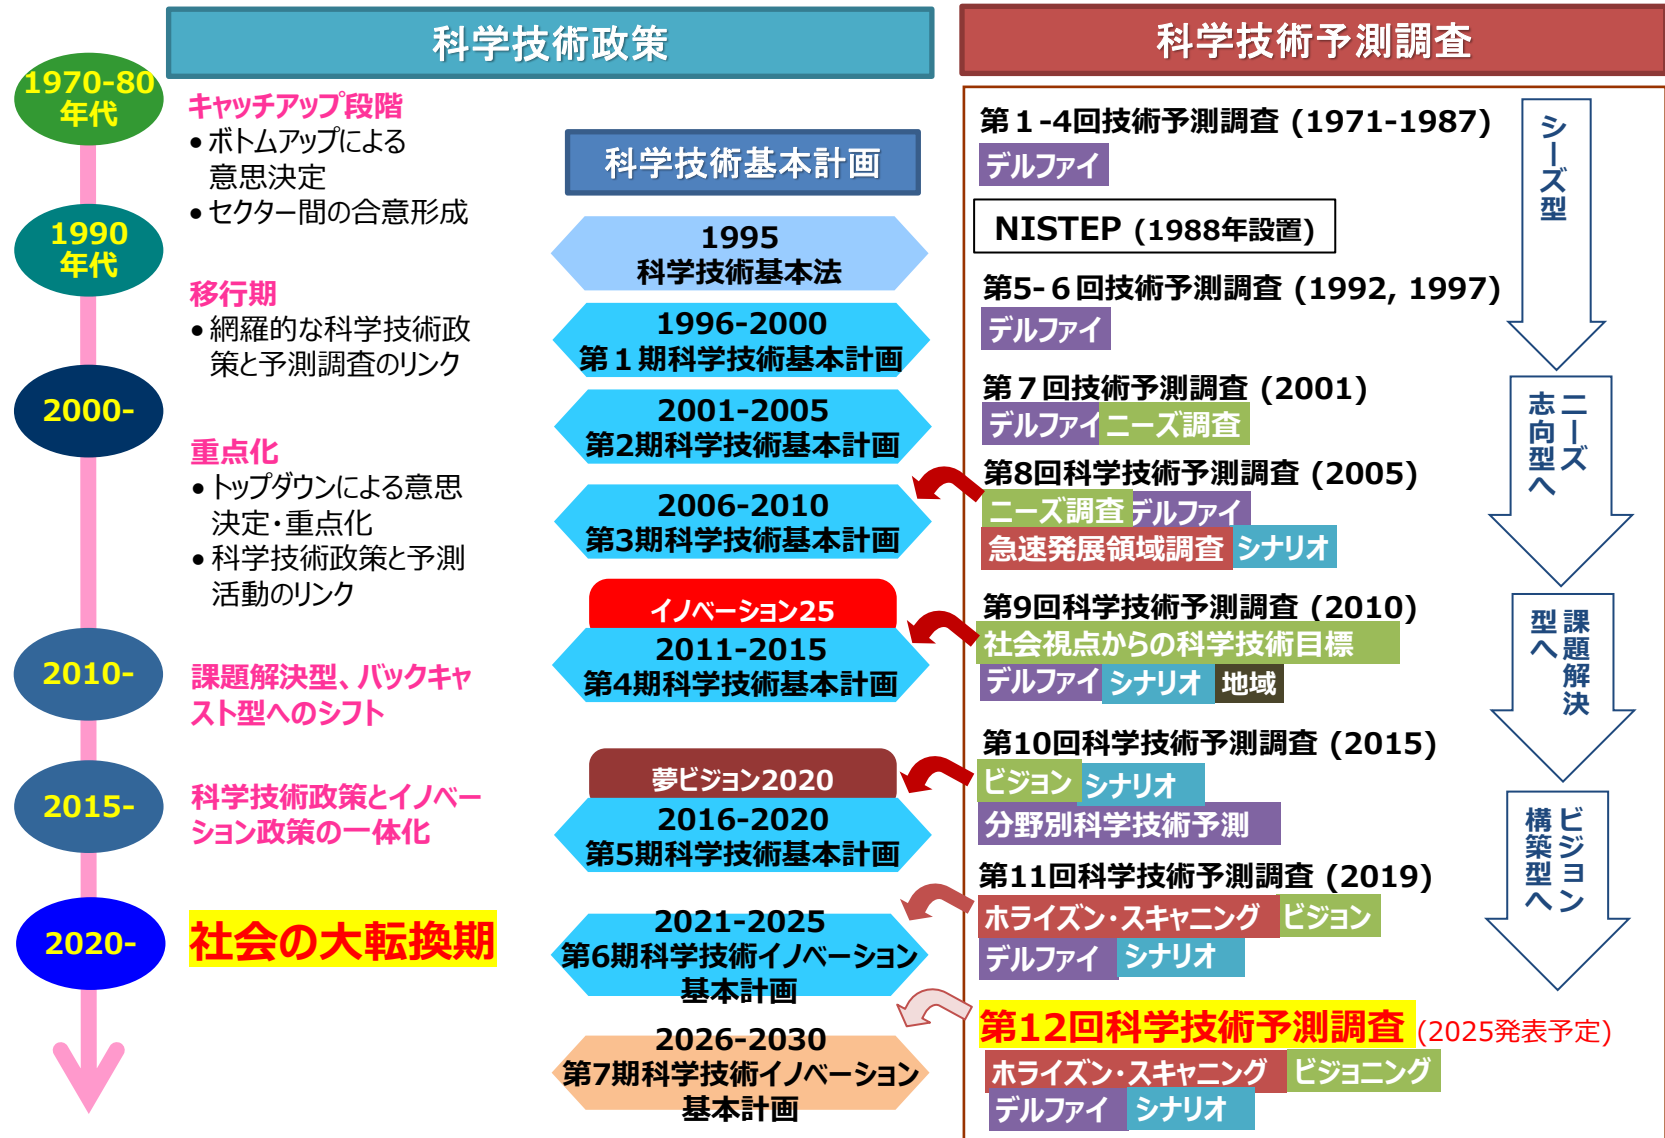 科学技術政策
科学技術予測調査
1970-80
年代
1990
年代
2000-
2010-
2015-
2020-
キャッチアップ段階
•ボトムアップによる
意思決定
•セクター間の合意形成
移行期
•網羅的な科学技術政
策と予測調査のリンク
重点化
•トップダウンによる意思
決定・重点化
•科学技術政策と予測
活動のリンク
課題解決型、バックキャ
スト型へのシフト
科学技術政策とイノベー
ション政策の一体化
社会の大転換期
科学技術基本計画
1995
科学技術基本法
1996-2000
第1期科学技術基本計画
2001-2005
第2期科学技術基本計画
2006-2010
第3期科学技術基本計画
イノベーション25
2011-2015
第4期科学技術基本計画
夢ビジョン2020
2016-2020
第5期科学技術基本計画
2021-2025
第6期科学技術イノベーション
基本計画
2026-2030
第7期科学技術イノベーション
基本計画
第1-4回技術予測調査 (1971-1987)
デルファイ
NISTEP (1988年設置)
第5-6回技術予測調査 (1992, 1997)
デルファイ
第7回技術予測調査 (2001)
デルファイ ニーズ調査
第8回科学技術予測調査 (2005)
ニーズ調査 デルファイ
急速発展領域調査 シナリオ
第9回科学技術予測調査 (2010)
社会視点からの科学技術目標
デルファイ シナリオ 地域
第10回科学技術予測調査 (2015)
ビジョン シナリオ
分野別科学技術予測
第11回科学技術予測調査 (2019)
ホライズン・スキャニング ビジョン
デルファイ シナリオ
第12回科学技術予測調査 (2025発表予定)
ホライズン・スキャニング ビジョニング
デルファイ シナリオ
シーズ型
ニーズ
志向型へ
課題解決
型へ
ビジョン
構築型へ